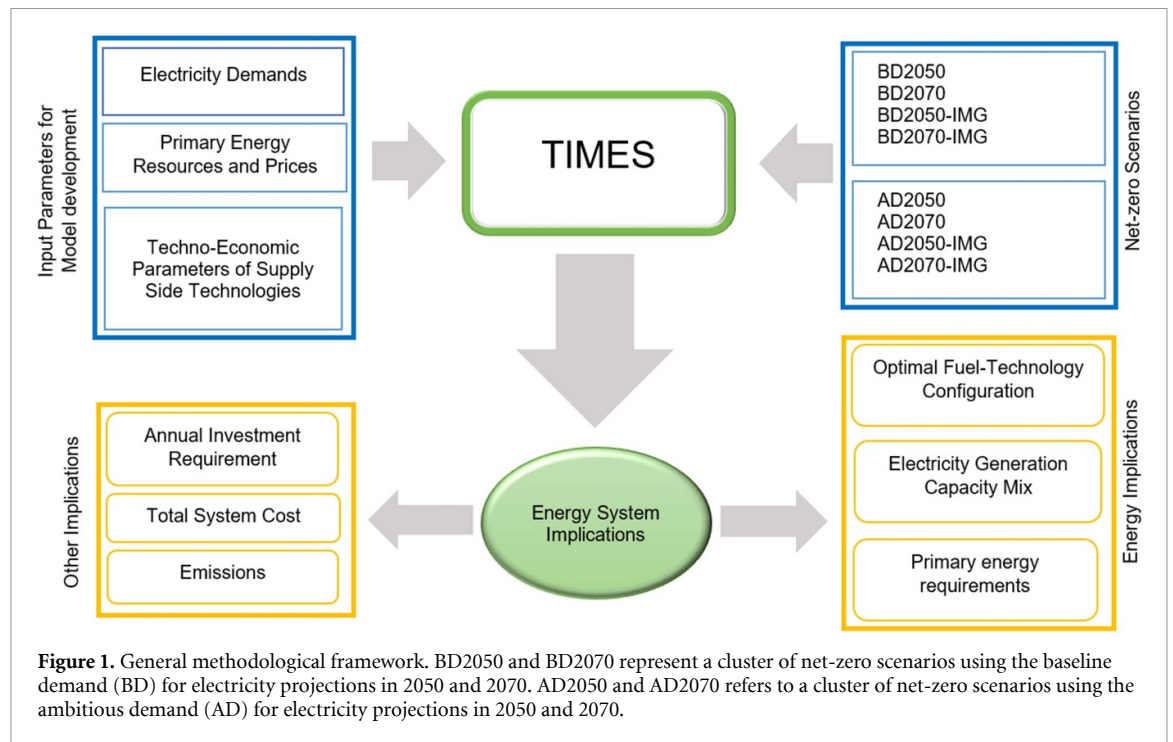 Input Parameters for
Model development
Electricity Demands
Primary Energy
Resources and Prices
Techno-Economic
Parameters of Supply
Side Technologies
TIMES
BD2050
BD2070
BD2050-IMG
BD2070-IMG
AD2050
AD2070
AD2050-IMG
AD2070-IMG
Net-zero Scenarios
Other Implications
Annual Investment
Requirement
Total System Cost
Emissions
Energy System
Implications
Optimal Fuel-Technology
Configuration
Electricity Generation
Capacity Mix
Primary energy
requirements
Energy Implications
Figure 1. General methodological framework. BD2050 and BD2070 represent a cluster of net-zero scenarios using the baseline
demand (BD) for electricity projections in 2050 and 2070. AD2050 and AD2070 refers to a cluster of net-zero scenarios using the
ambitious demand (AD) for electricity projections in 2050 and 2070.